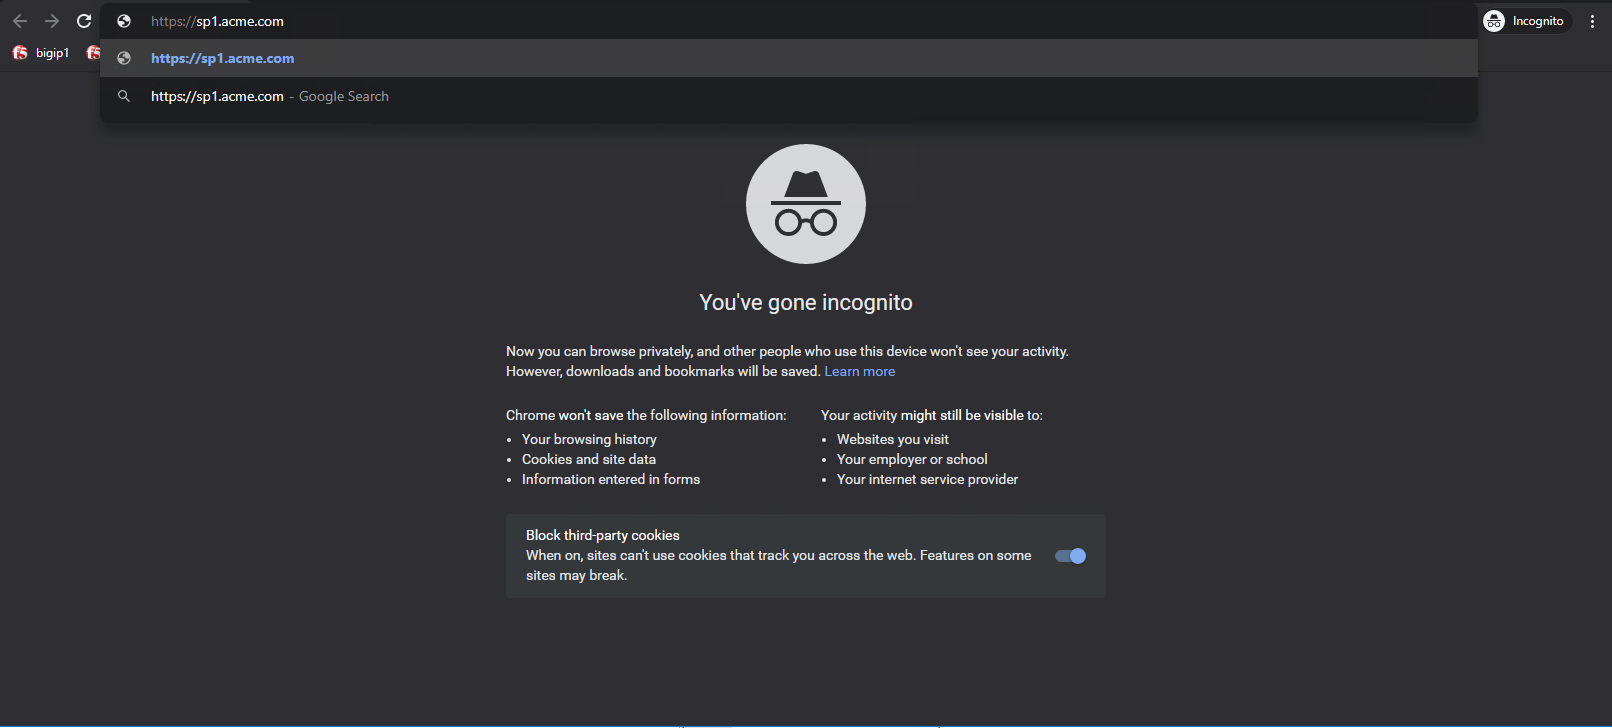 https://sp1.acme.com
Incognito
bigip1
https://sp1.acme.com
https://sp1.acme.com - Google Search
You've gone incognito
Now you can browse privately, and other people who use this device won't see your activity.
However, downloads and bookmarks will be saved. Learn more
Chrome won't save the following information:
Your browsing history
Cookies and site data
Information entered in forms
Your activity might still be visible to:
Websites you visit
Your employer or school
Your internet service provider
Block third-party cookies
When on, sites can't use cookies that track you across the web. Features on some
sites may break.